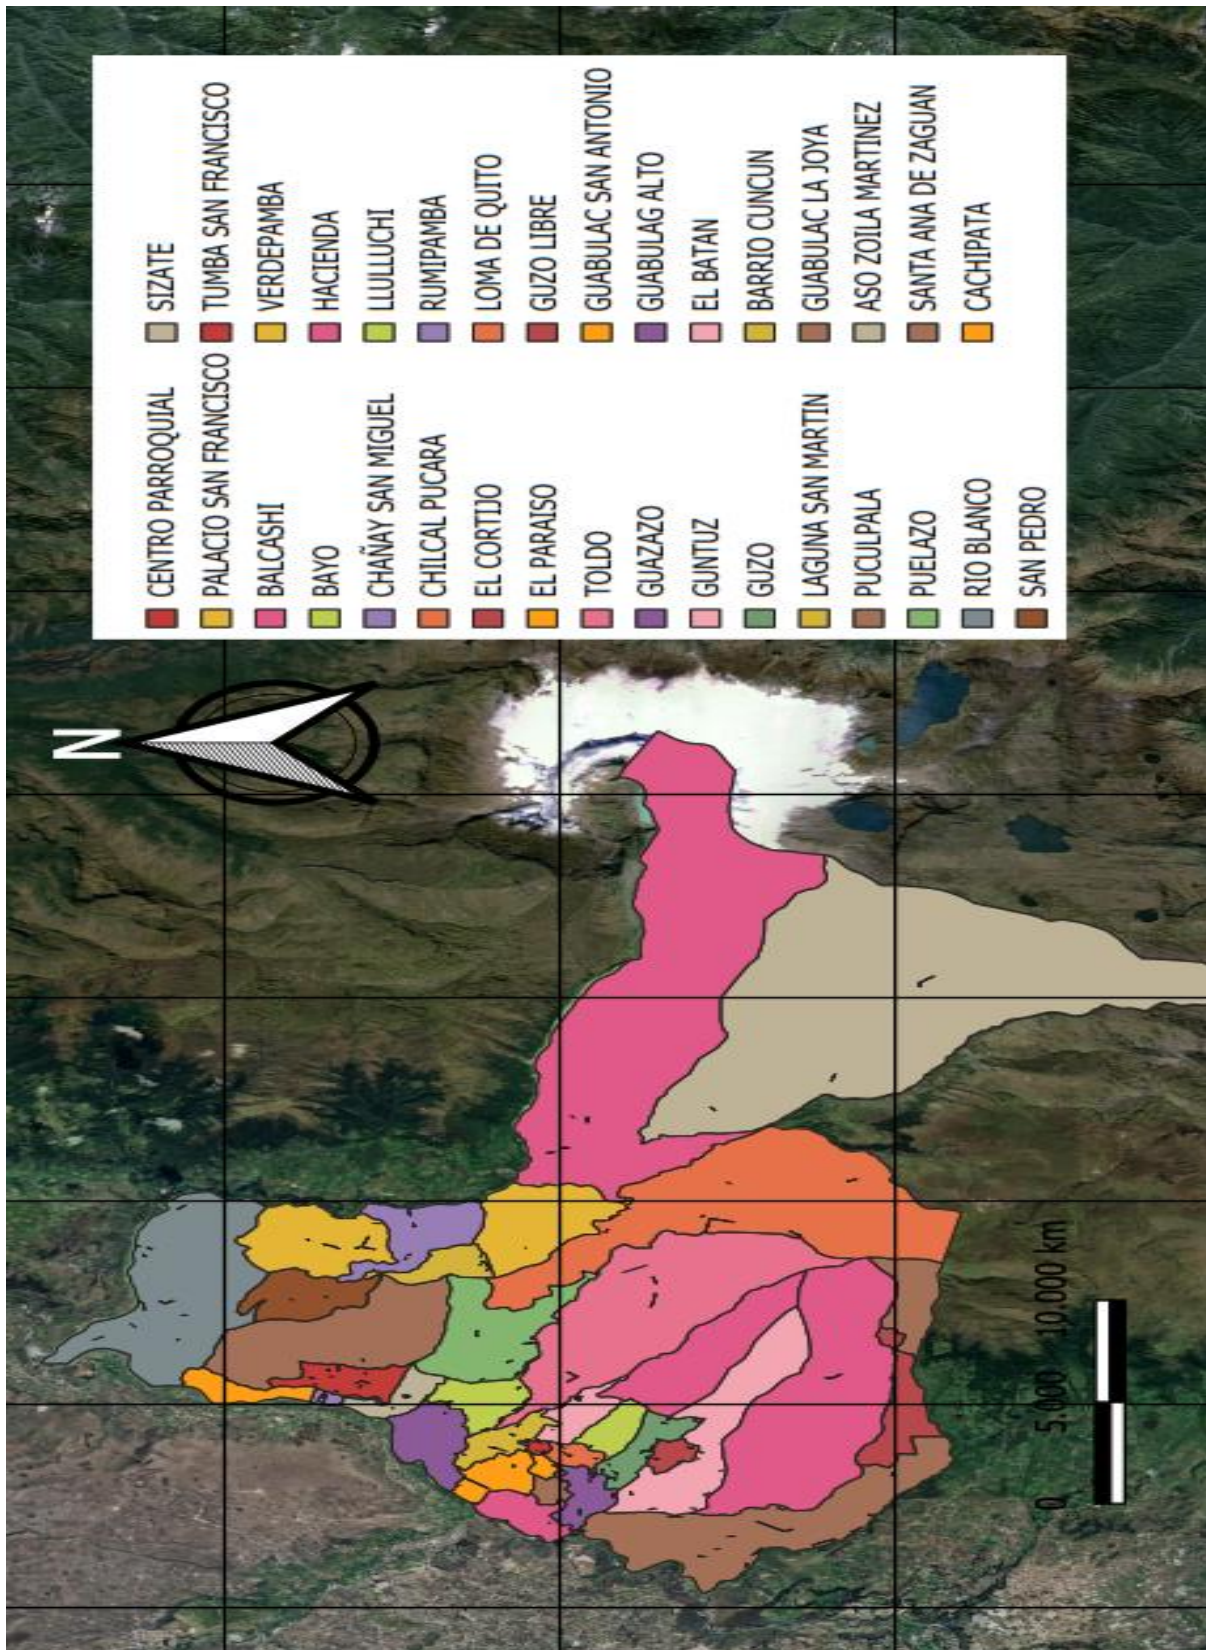 N
CENTRO PARROQUIAL
PALACIO SAN FRANCISCO
BALCASHI
BAYO
CHAÑAY SAN MIGUEL
CHILCAL PUCARA
EL CORTIJO
EL PARAISO
TOLDO
GUAZAZO
GUNTUZ
GUZO
LAGUNA SAN MARTIN
PUCULPALA
PUELAZO
RIO BLANCO
SAN PEDRO
SIZATE
TUMBA SAN FRANCISCO
VERDEPAMBA
HACIENDA
LLULLUCHI
RUMIPAMBA
LOMA DE QUITO
GUZO LIBRE
GUABULAC SAN ANTONIO
GUABULAG ALTO
EL BATAN
BARRIO CUNCUN
GUABULAC LA JOYA
ASO ZOILA MARTINEZ
SANTA ANA DE ZAGUAN
CACHIPATA
0 5.000 10.000 km